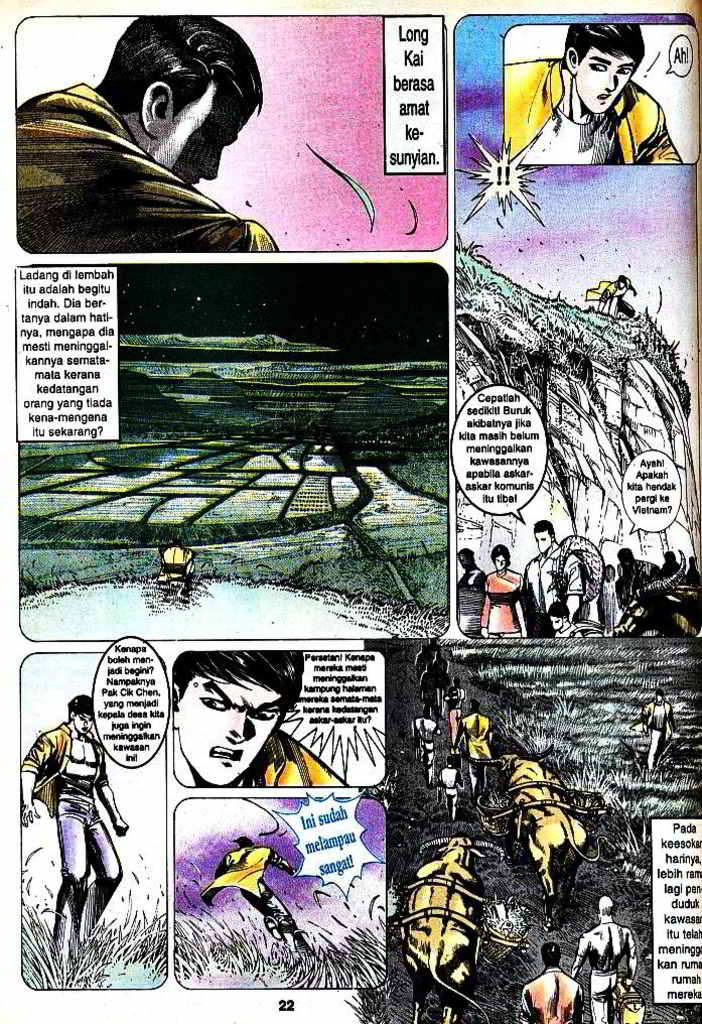 Long
Kai
berasa
amat
ke-
sunyian.
Ah!
!!
Ladang di lembah
itu adalah begitu
indah. Dia ber-
tanya dalam hati-
nya, mengapa dia
mesti meninggal-
kannya semata-
mata kerana
kedatangan
orang yang tiada
kena-mengena
itu sekarang?
Cepatlah
sedikit! Buruk
akibatnya jika
kita masih belum
meninggalkan
kawasannya
apabila askar-
askar komunis
itu tiba!
Ayah!
Apakah
kita hendak
pergi ke
Vietnam?
Kenapa
boleh men-
jadi begini?
Nampaknya
Pak Cik Chen,
yang menjadi
kepala desa kita
juga ingin
meninggalkan
kawasan
ini!
Persetan! Kenapa
mereka mesti
meninggalkan
kampung halaman
mereka semata-mata
kerana kedatangan
askar-askar itu?
Ini sudah
melampau
sangat!
Pada
keesokan
harinya,
lebih ramai
lagi pen-
duduk
kawasan
itu telah
mening
kan rumah
rumah
mereka
22